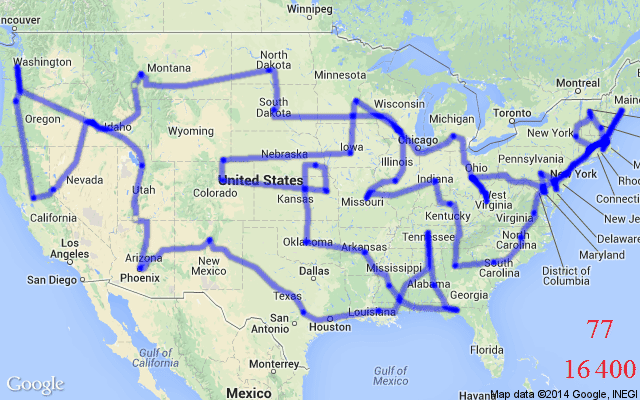 Winnipeg
ancouver
Washington
Montana
North
Dakota
Minnesota
Montreal
Maine
Oregon
Idaho
South
Dakota
Wisconsin
Michigan
Toronto
New York
Wyoming
Iowa
Chicago
Nebraska
Illinois
Indiana
Ohio
Pennsylvania
New York
Rho
Nevada
Utah
Colorado
United States
Kansas
Missouri
West
Virginia
Virginia
Connectic
New Je
California
Kentucky
Delaware
Maryland
Los
Angeles
Arizona
Phoenix
New
Mexico
Oklahoma
Arkansas
Tennessee
North
Carolina
South
Carolina
District of
Columbia
San Diego
Dallas
Mississippi
Alabama
Georgia
Texas
San
Antonio
Houston
Louisiana
Gulf of
California
Monterrey
Florida
77
Mexico
Gulf of
Mexico
16 400
Google
Havana
Map data ©2014 Google, INEGI